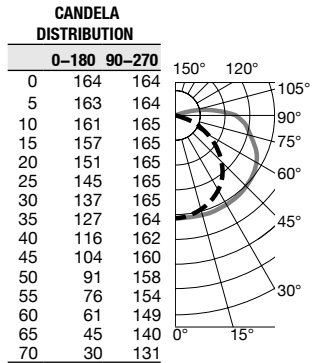 CANDELA
DISTRIBUTION
0–180 90–270
0 164 164
5 163 164
10 161 165
15 157 165
20 151 165
25 145 165
30 137 165
35 127 164
40 116 162
45 104 160
50 91 158
55 76 154
60 61 149
65 45 140
70 30 131
150° 120°
105°
90°
75°
60°
45°
30°
0° 15°